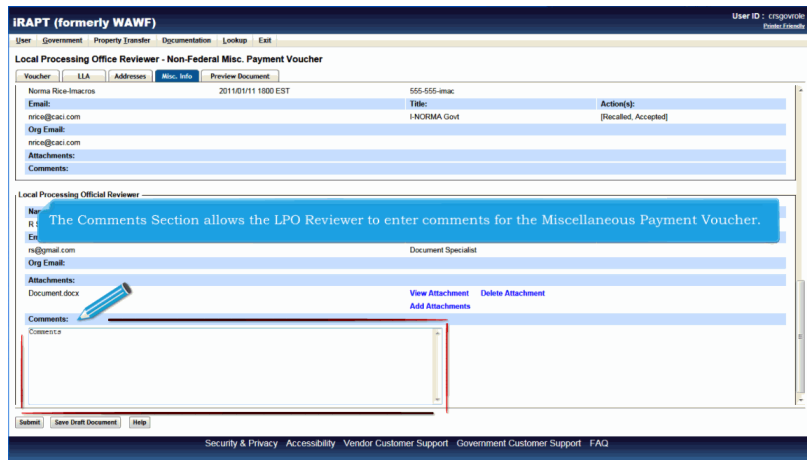 iRAPT (formerly WAWF)
User ID : crsgovrole
Printer Friendly
User Government Property Transfer Documentation Lookup Exit
Local Processing Office Reviewer - Non-Federal Misc. Payment Voucher
Voucher LLA Addresses Misc. Info Preview Document
Norma Rice-Imacros 2011/01/11 1800 EST 555-555-imac
Email: Title: Action(s):
nrice@caci.com I-NORMA Govt [Recalled, Accepted]
Org Email:
nrice@caci.com
Attachments:
Comments:
Local Processing Official Reviewer
The Comments Section allows the LPO Reviewer to enter comments for the Miscellaneous Payment Voucher.
rs@gmail.com Document Specialist
Org Email:
Attachments:
Document.docx View Attachment Delete Attachment
Add Attachments
Comments:
Comments
Submit Save Draft Document Help
Security & Privacy Accessibility Vendor Customer Support Government Customer Support FAQ